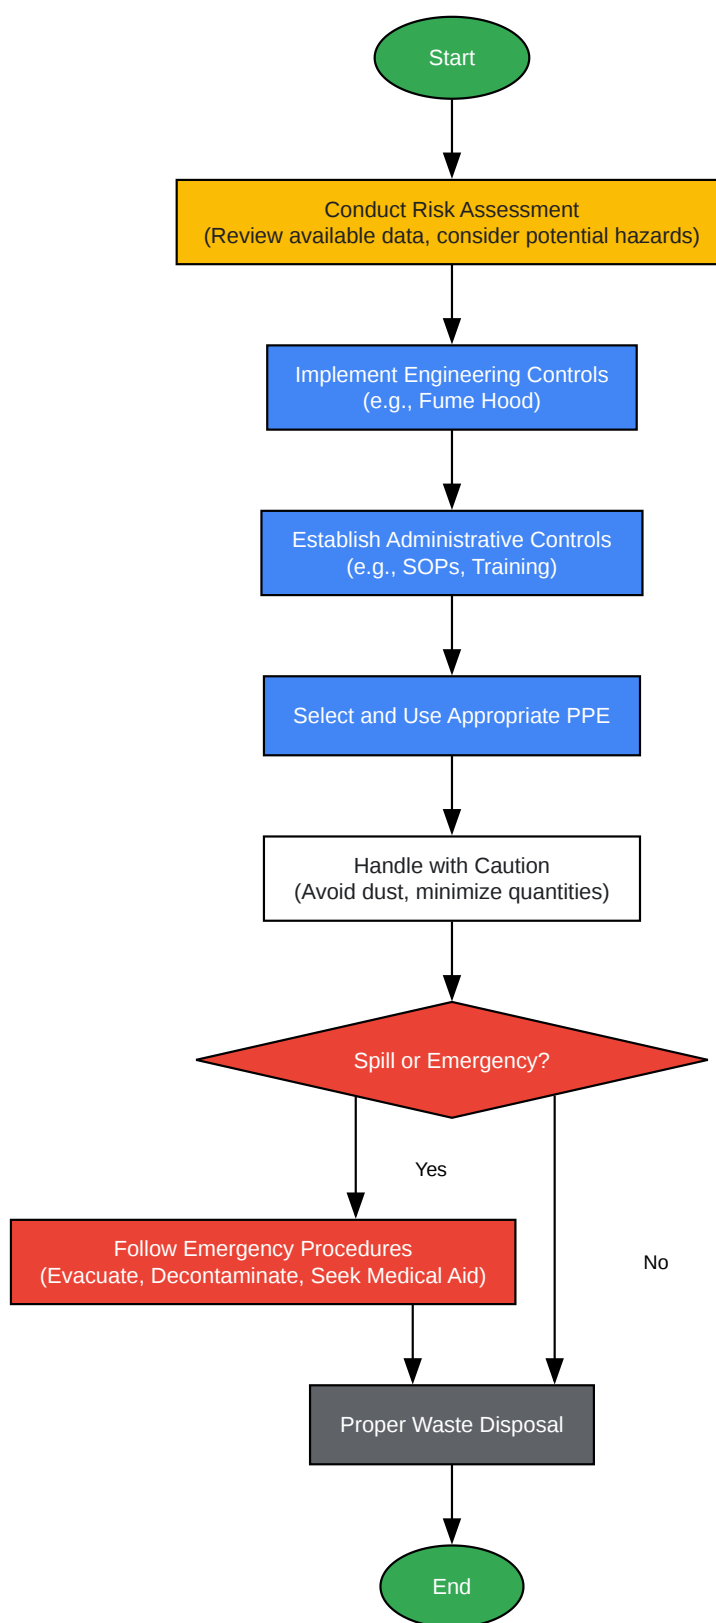 Start
Conduct Risk Assessment
(Review available data, consider potential hazards)
Implement Engineering Controls
(e.g., Fume Hood)
Establish Administrative Controls
(e.g., SOPs, Training)
Select and Use Appropriate PPE
Handle with Caution
(Avoid dust, minimize quantities)
Spill or Emergency?
Yes
Follow Emergency Procedures
(Evacuate, Decontaminate, Seek Medical Aid)
No
Proper Waste Disposal
End